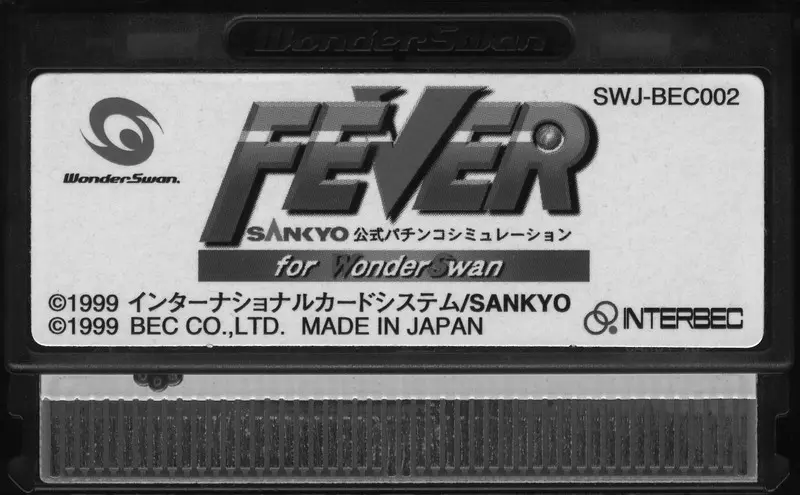 WonderSwan
SWJ-BEC002
FEVER
WonderSwan.
SANKYO 公式パチンコシミュレーション
for WonderSwan
©1999 インターナショナルカードシステム/SANKYO
©1999 BEC CO.,LTD. MADE IN JAPAN
INTERBEC